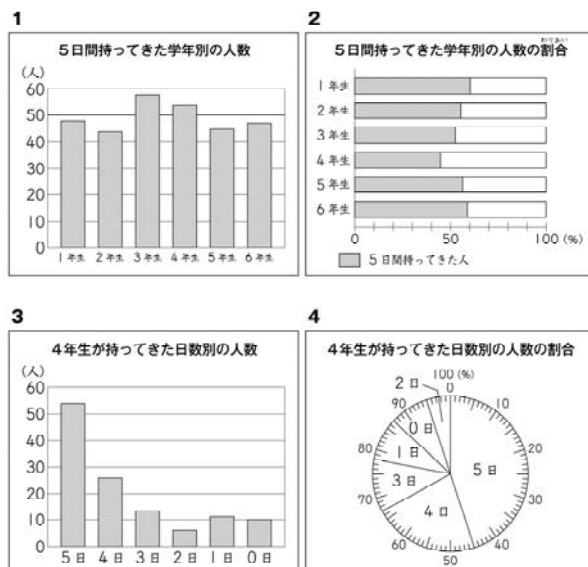 1
5日間持ってきた学年別の人数
(人)
60
50
40
30
20
10
0
1年生 2年生 3年生 4年生 5年生 6年生
2
わりあい
5日間持ってきた学年別の人数の割合
1年生
2年生
3年生
4年生
5年生
6年生
0 50 100(%)
5日間持ってきた人
3
4年生が持ってきた日数別の人数
(人)
60
50
40
30
20
10
0
5日 4日 3日 2日 1日 0日
4
4年生が持ってきた日数別の人数の割合
100(%)
0
10
20
30
40
50
60
70
80
90
5日
4日
3日
1日
0日
2日